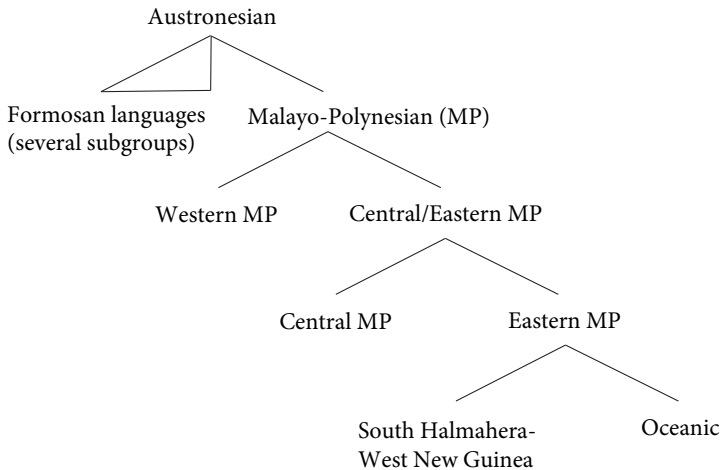 Austronesian
Formosan languages
(several subgroups)
Malayo-Polynesian (MP)
Western MP
Central/Eastern MP
Central MP
Eastern MP
South Halmahera-
West New Guinea
Oceanic